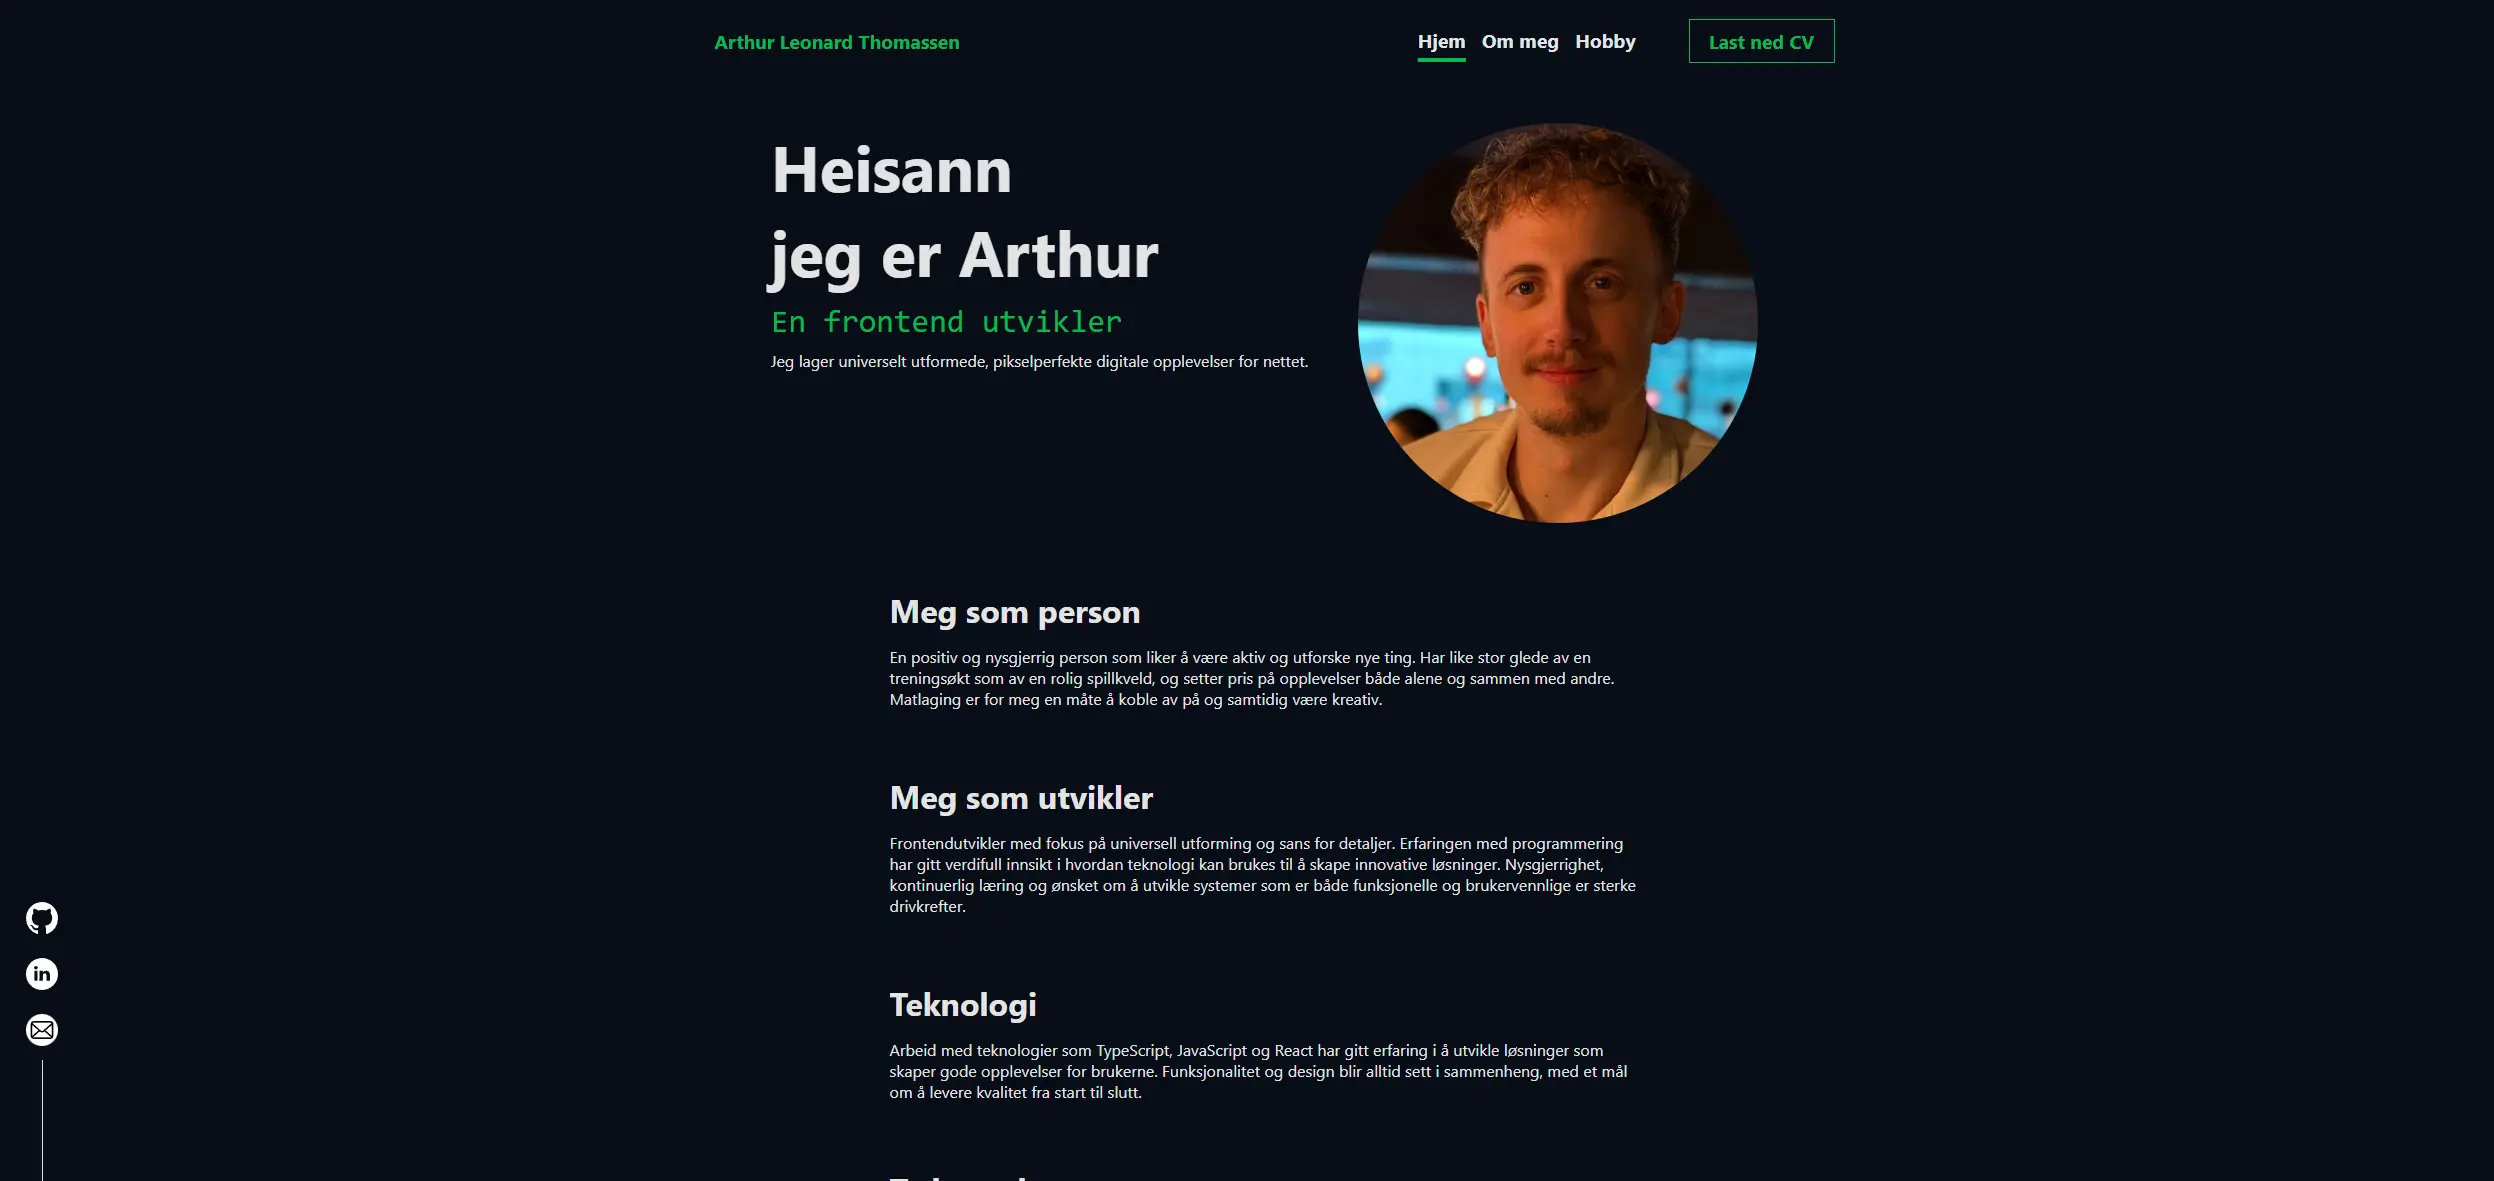 Arthur Leonard Thomassen
Hjem Om meg Hobby
Last ned CV
Heisann
jeg er Arthur
En frontend utvikler
Jeg lager universelt utformede, pikselperfekte digitale opplevelser for nettet.
Meg som person
En positiv og nysgjerrig person som liker å være aktiv og utforske nye ting. Har like stor glede av en
treningsøkt som av en rolig spillkveld, og setter pris på opplevelser både alene og sammen med andre.
Matlaging er for meg en måte å koble av på og samtidig være kreativ.
Meg som utvikler
Frontendutvikler med fokus på universell utforming og sans for detaljer. Erfaringen med programmering
har gitt verdifull innsikt i hvordan teknologi kan brukes til å skape innovative løsninger. Nysgjerrighet,
kontinuerlig læring og ønsket om å utvikle systemer som er både funksjonelle og brukervennlige er sterke
drivkrefter.
Teknologi
Arbeid med teknologier som TypeScript, JavaScript og React har gitt erfaring i å utvikle løsninger som
skaper gode opplevelser for brukerne. Funksjonalitet og design blir alltid sett i sammenheng, med et mål
om å levere kvalitet fra start til slutt.
in